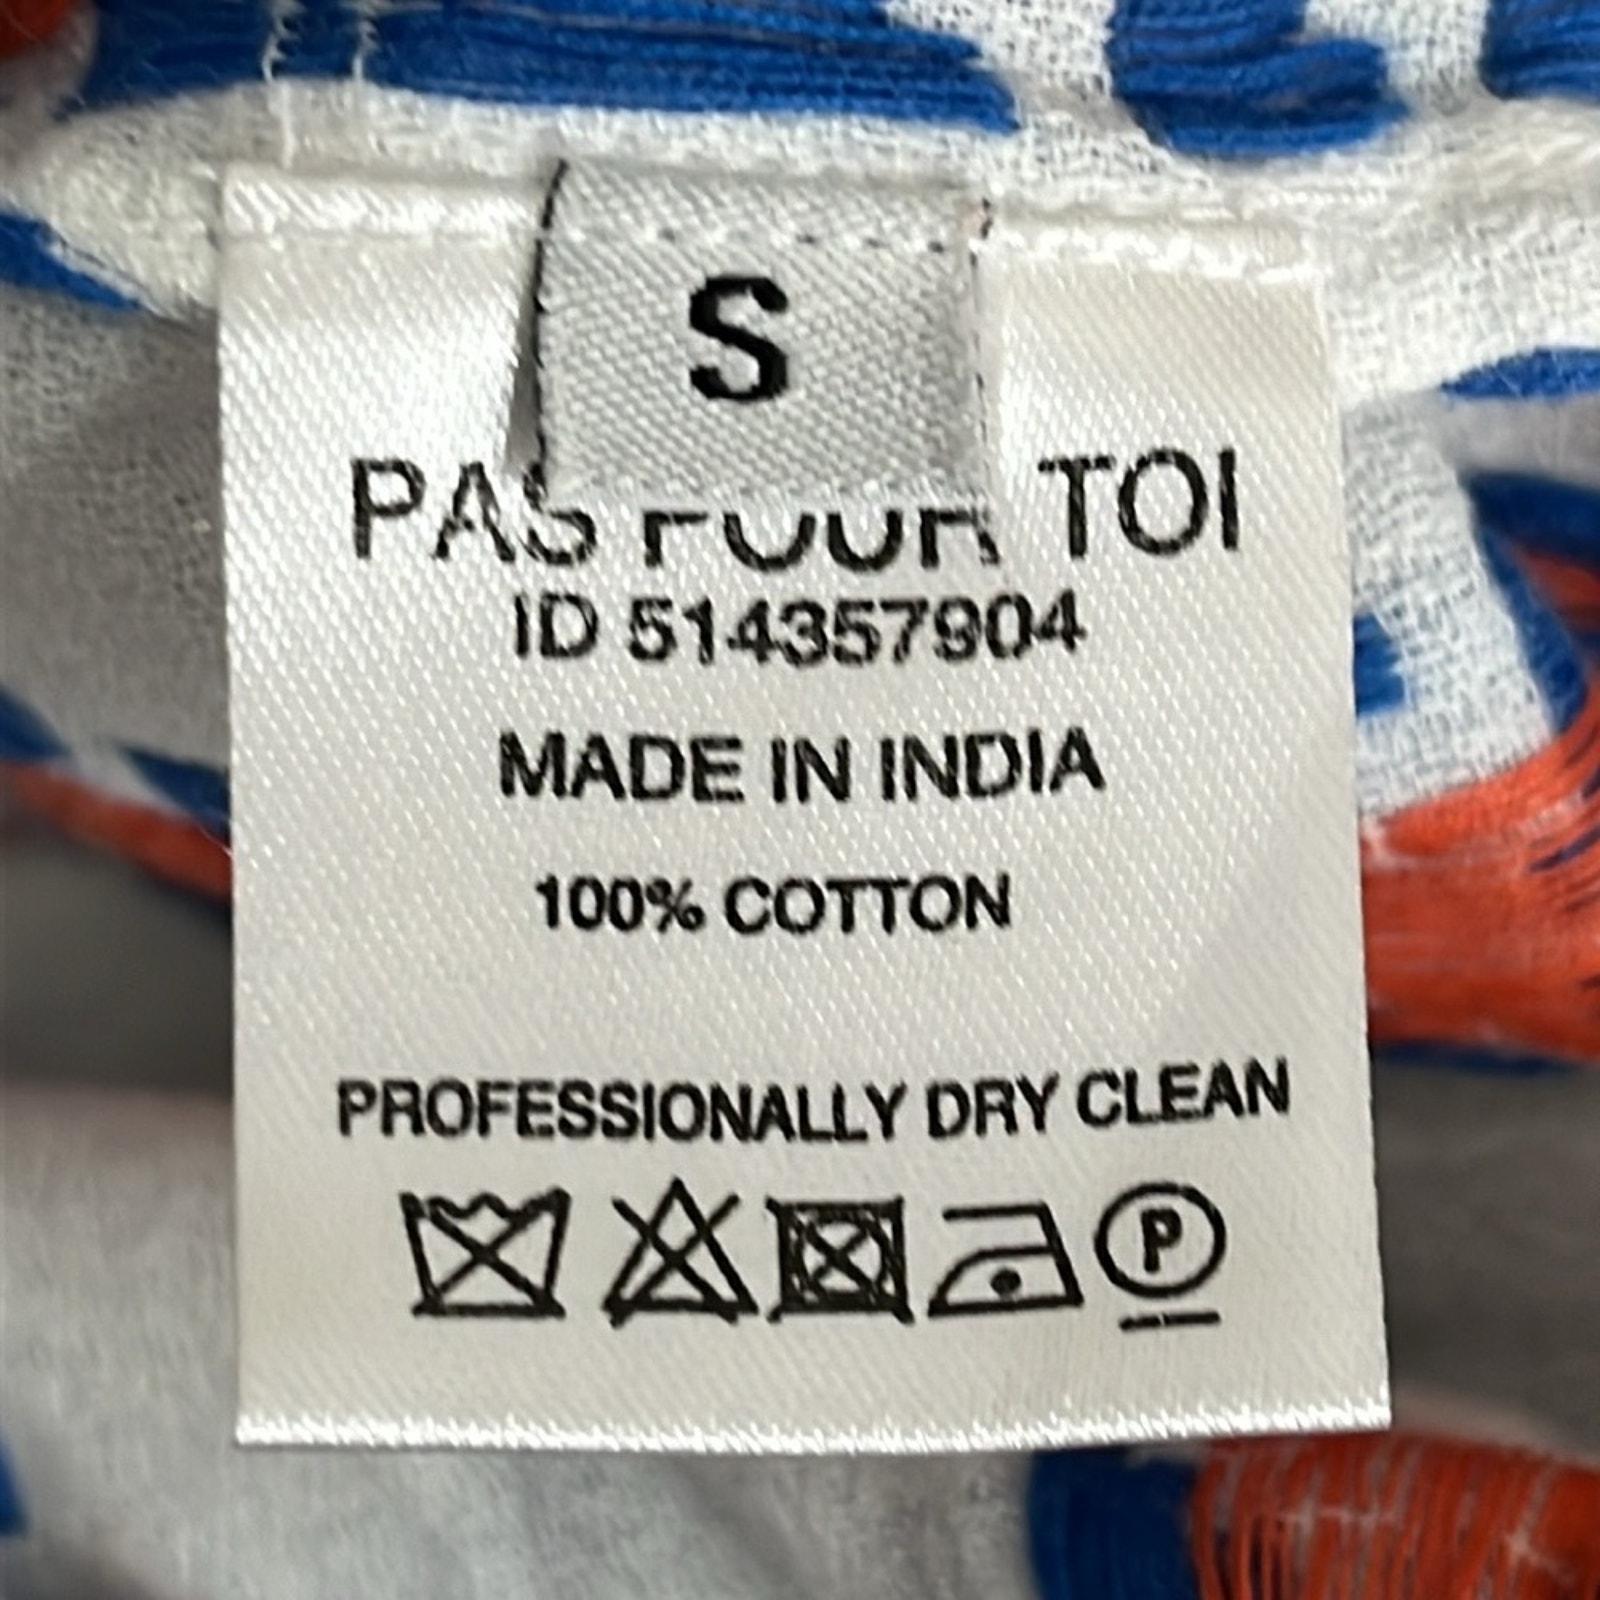 S
PAS POUR TOI
ID 514357904
MADE IN INDIA
100% COTTON
PROFESSIONALLY DRY CLEAN
P